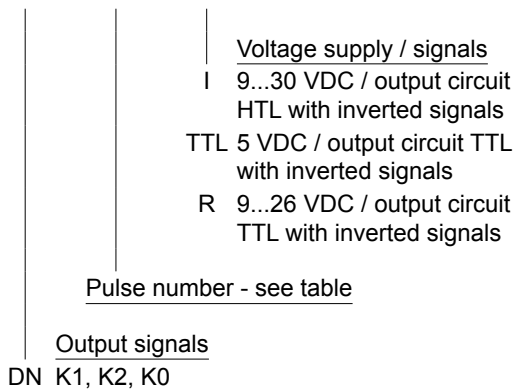 Voltage supply / signals
I 9...30 VDC / output circuit
HTL with inverted signals
TTL 5 VDC / output circuit TTL
with inverted signals
R 9...26 VDC / output circuit
TTL with inverted signals
Pulse number - see table
Output signals
DN K1, K2, K0